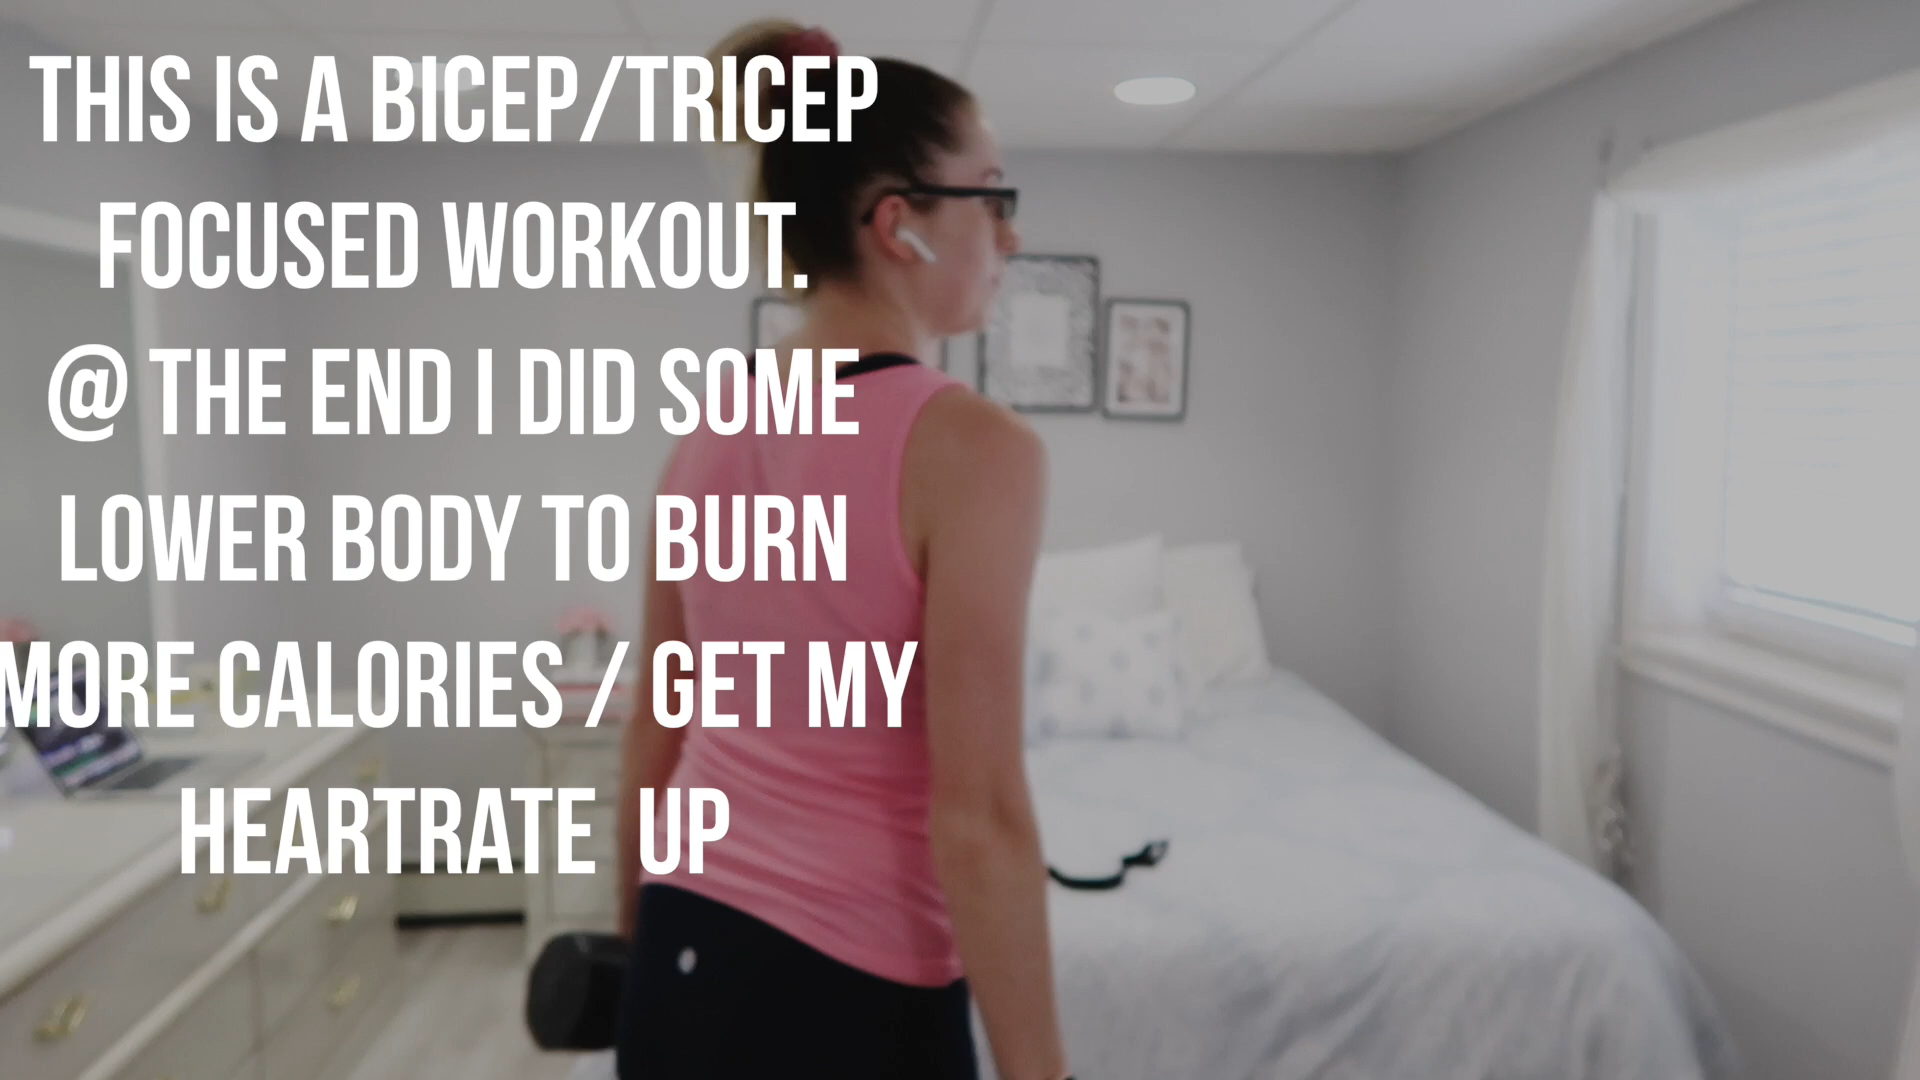 THIS IS A BICEP/TRICEP
FOCUSED WORKOUT.
@ THE END I DID SOME
LOWER BODY TO BURN
MORE CALORIES / GET MY
HEARTRATE  UP